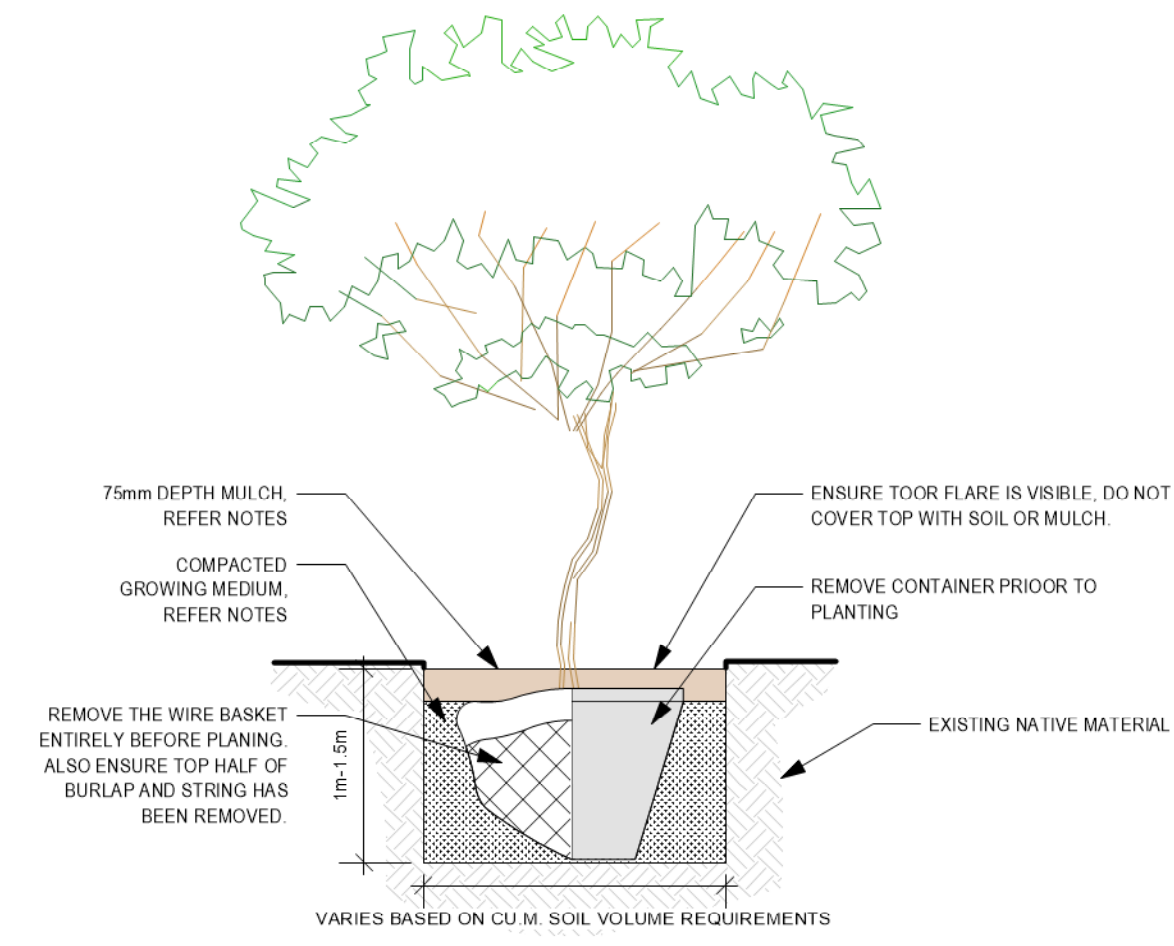 75mm DEPTH MULCH,
REFER NOTES
COMPACTED
GROWING MEDIUM,
REFER NOTES
REMOVE THE WIRE BASKET
ENTIRELY BEFORE PLANING.
ALSO ENSURE TOP HALF OF
BURLAP AND STRING HAS
BEEN REMOVED.
1m-1.5m
ENSURE TOOR FLARE IS VISIBLE, DO NOT
COVER TOP WITH SOIL OR MULCH.
REMOVE CONTAINER PRIOOR TO
PLANTING
EXISTING NATIVE MATERIAL
VARIES BASED ON CU.M. SOIL VOLUME REQUIREMENTS